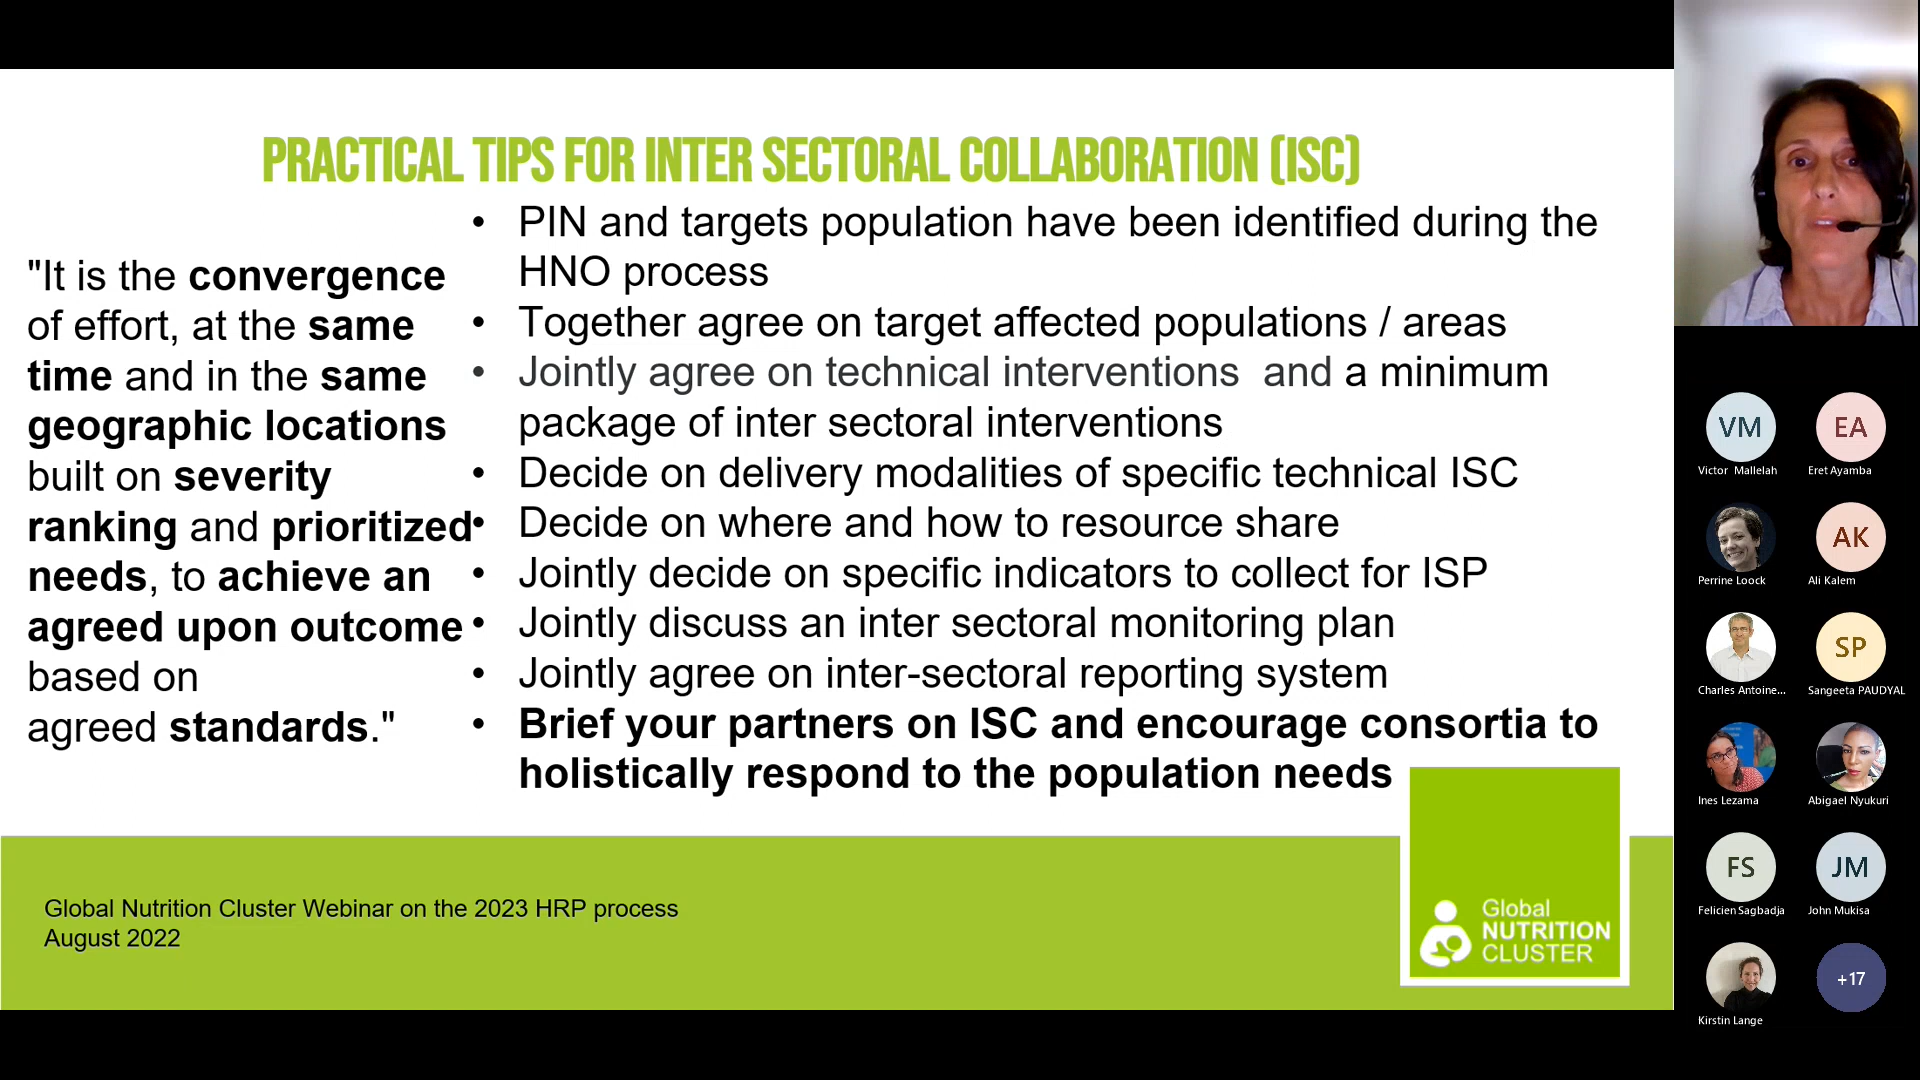 PRACTICAL TIPS FOR INTER SECTORAL COLLABORATION (ISC)
"It is the convergence
of effort, at the same
time and in the same
geographic locations
built on severity
ranking and prioritized
needs, to achieve an
agreed upon outcome
based on
agreed standards."
• PIN and targets population have been identified during the
HNO process
• Together agree on target affected populations / areas
• Jointly agree on technical interventions  and a minimum
package of inter sectoral interventions
• Decide on delivery modalities of specific technical ISC
• Decide on where and how to resource share
• Jointly decide on specific indicators to collect for ISP
• Jointly discuss an inter sectoral monitoring plan
• Jointly agree on inter-sectoral reporting system
• Brief your partners on ISC and encourage consortia to
holistically respond to the population needs
Global Nutrition Cluster Webinar on the 2023 HRP process
August 2022
Global
NUTRITION
CLUSTER
VM
Victor Mallelah
EA
Eret Ayamba
Perrine Loock
AK
Ali Kalem
Charles Antoine...
SP
Sangeeta PAUDYAL
Ines Lezama
Abigael Nyukuri
FS
Felicien Sagbadja
JM
John Mukisa
Kirstin Lange
+17